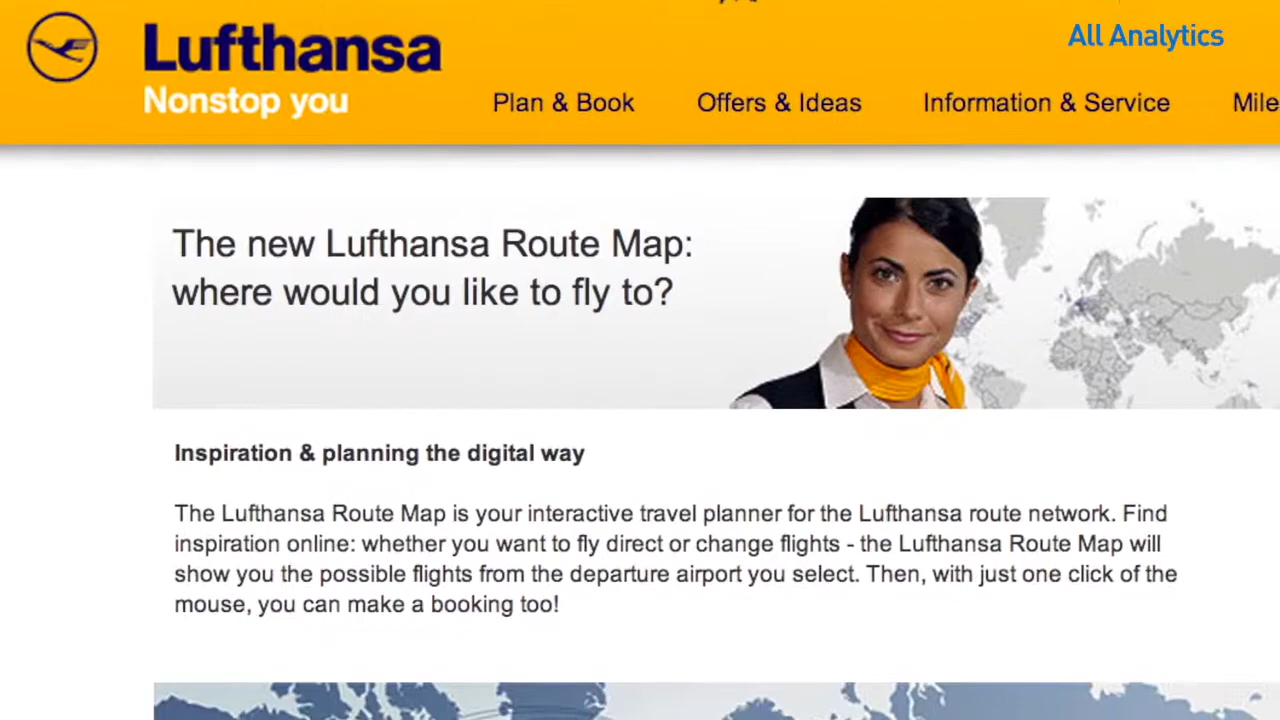 All Analytics
Lufthansa
Nonstop you
Plan & Book
Offers & Ideas
Information & Service
Mile
The new Lufthansa Route Map:
where would you like to fly to?
Inspiration & planning the digital way
The Lufthansa Route Map is your interactive travel planner for the Lufthansa route network. Find
inspiration online: whether you want to fly direct or change flights - the Lufthansa Route Map will
show you the possible flights from the departure airport you select. Then, with just one click of the
mouse, you can make a booking too!